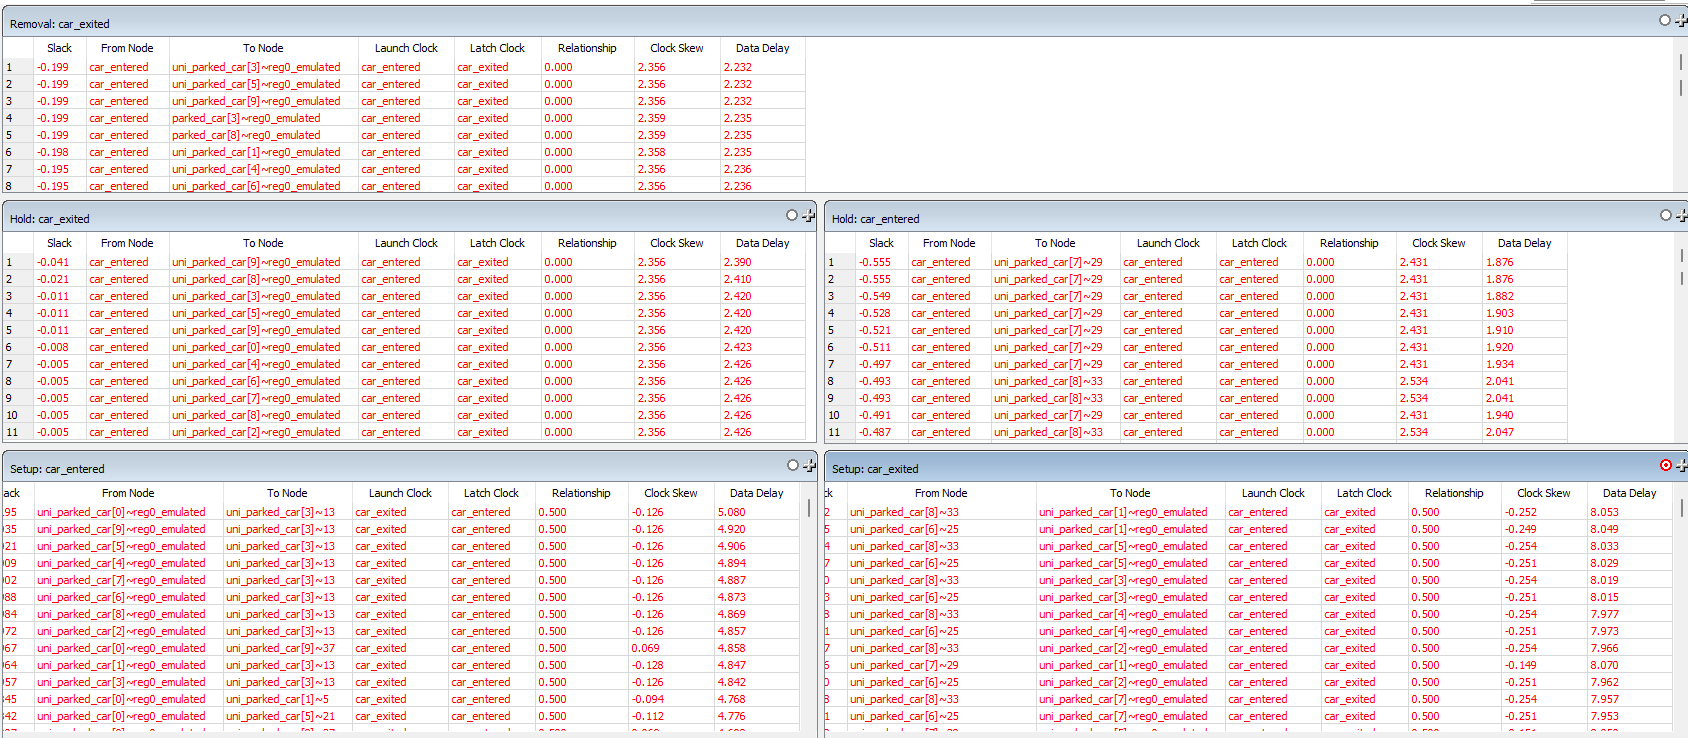 Removal: car_exited
Slack From Node To Node Launch Clock Latch Clock Relationship Clock Skew Data Delay
1 -0.199 car_entered uni_parked_car[3]~reg0_emulated car_entered car_exited 0.000 2.356 2.232
2 -0.199 car_entered uni_parked_car[5]~reg0_emulated car_entered car_exited 0.000 2.356 2.232
3 -0.199 car_entered uni_parked_car[9]~reg0_emulated car_entered car_exited 0.000 2.356 2.232
4 -0.199 car_entered parked_car[3]~reg0_emulated car_entered car_exited 0.000 2.359 2.235
5 -0.199 car_entered parked_car[8]~reg0_emulated car_entered car_exited 0.000 2.359 2.235
6 -0.198 car_entered uni_parked_car[1]~reg0_emulated car_entered car_exited 0.000 2.358 2.235
7 -0.195 car_entered uni_parked_car[4]~reg0_emulated car_entered car_exited 0.000 2.356 2.236
8 -0.195 car_entered uni_parked_car[6]~reg0_emulated car_entered car_exited 0.000 2.356 2.236
Hold: car_exited
Slack From Node To Node Launch Clock Latch Clock Relationship Clock Skew Data Delay
1 -0.041 car_entered uni_parked_car[9]~reg0_emulated car_entered car_exited 0.000 2.356 2.390
2 -0.021 car_entered uni_parked_car[8]~reg0_emulated car_entered car_exited 0.000 2.356 2.410
3 -0.011 car_entered uni_parked_car[3]~reg0_emulated car_entered car_exited 0.000 2.356 2.420
4 -0.011 car_entered uni_parked_car[5]~reg0_emulated car_entered car_exited 0.000 2.356 2.420
5 -0.011 car_entered uni_parked_car[9]~reg0_emulated car_entered car_exited 0.000 2.356 2.420
6 -0.008 car_entered uni_parked_car[0]~reg0_emulated car_entered car_exited 0.000 2.356 2.423
7 -0.005 car_entered uni_parked_car[4]~reg0_emulated car_entered car_exited 0.000 2.356 2.426
8 -0.005 car_entered uni_parked_car[6]~reg0_emulated car_entered car_exited 0.000 2.356 2.426
9 -0.005 car_entered uni_parked_car[7]~reg0_emulated car_entered car_exited 0.000 2.356 2.426
10 -0.005 car_entered uni_parked_car[8]~reg0_emulated car_entered car_exited 0.000 2.356 2.426
11 -0.005 car_entered uni_parked_car[2]~reg0_emulated car_entered car_exited 0.000 2.356 2.426
Hold: car_entered
Slack From Node To Node Launch Clock Latch Clock Relationship Clock Skew Data Delay
1 -0.555 car_entered uni_parked_car[7]~29 car_entered car_entered 0.000 2.431 1.876
2 -0.555 car_entered uni_parked_car[7]~29 car_entered car_entered 0.000 2.431 1.876
3 -0.549 car_entered uni_parked_car[7]~29 car_entered car_entered 0.000 2.431 1.882
4 -0.528 car_entered uni_parked_car[7]~29 car_entered car_entered 0.000 2.431 1.903
5 -0.521 car_entered uni_parked_car[7]~29 car_entered car_entered 0.000 2.431 1.910
6 -0.511 car_entered uni_parked_car[7]~29 car_entered car_entered 0.000 2.431 1.920
7 -0.497 car_entered uni_parked_car[7]~29 car_entered car_entered 0.000 2.431 1.934
8 -0.493 car_entered uni_parked_car[8]~33 car_entered car_entered 0.000 2.534 2.041
9 -0.493 car_entered uni_parked_car[8]~33 car_entered car_entered 0.000 2.534 2.041
10 -0.491 car_entered uni_parked_car[7]~29 car_entered car_entered 0.000 2.431 1.940
11 -0.487 car_entered uni_parked_car[8]~33 car_entered car_entered 0.000 2.534 2.047
Setup: car_entered
ack From Node To Node Launch Clock Latch Clock Relationship Clock Skew Data Delay
95 uni_parked_car[0]~reg0_emulated uni_parked_car[3]~13 car_exited car_entered 0.500 -0.126 5.080
35 uni_parked_car[9]~reg0_emulated uni_parked_car[3]~13 car_exited car_entered 0.500 -0.126 4.920
21 uni_parked_car[5]~reg0_emulated uni_parked_car[3]~13 car_exited car_entered 0.500 -0.126 4.906
09 uni_parked_car[4]~reg0_emulated uni_parked_car[3]~13 car_exited car_entered 0.500 -0.126 4.894
02 uni_parked_car[7]~reg0_emulated uni_parked_car[3]~13 car_exited car_entered 0.500 -0.126 4.887
88 uni_parked_car[6]~reg0_emulated uni_parked_car[3]~13 car_exited car_entered 0.500 -0.126 4.873
84 uni_parked_car[8]~reg0_emulated uni_parked_car[3]~13 car_exited car_entered 0.500 -0.126 4.869
72 uni_parked_car[2]~reg0_emulated uni_parked_car[3]~13 car_exited car_entered 0.500 -0.126 4.857
67 uni_parked_car[0]~reg0_emulated uni_parked_car[9]~37 car_exited car_entered 0.500 0.069 4.858
64 uni_parked_car[1]~reg0_emulated uni_parked_car[3]~13 car_exited car_entered 0.500 -0.128 4.847
57 uni_parked_car[3]~reg0_emulated uni_parked_car[3]~13 car_exited car_entered 0.500 -0.126 4.842
45 uni_parked_car[0]~reg0_emulated uni_parked_car[1]~5 car_exited car_entered 0.500 -0.094 4.768
42 uni_parked_car[0]~reg0_emulated uni_parked_car[5]~21 car_exited car_entered 0.500 -0.112 4.776
Setup: car_exited
ck From Node To Node Launch Clock Latch Clock Relationship Clock Skew Data Delay
2 uni_parked_car[8]~33 uni_parked_car[1]~reg0_emulated car_entered car_exited 0.500 -0.252 8.053
5 uni_parked_car[6]~25 uni_parked_car[1]~reg0_emulated car_entered car_exited 0.500 -0.249 8.049
4 uni_parked_car[8]~33 uni_parked_car[5]~reg0_emulated car_entered car_exited 0.500 -0.254 8.033
7 uni_parked_car[6]~25 uni_parked_car[5]~reg0_emulated car_entered car_exited 0.500 -0.251 8.029
0 uni_parked_car[8]~33 uni_parked_car[3]~reg0_emulated car_entered car_exited 0.500 -0.254 8.019
3 uni_parked_car[6]~25 uni_parked_car[3]~reg0_emulated car_entered car_exited 0.500 -0.251 8.015
8 uni_parked_car[8]~33 uni_parked_car[4]~reg0_emulated car_entered car_exited 0.500 -0.254 7.977
1 uni_parked_car[6]~25 uni_parked_car[4]~reg0_emulated car_entered car_exited 0.500 -0.251 7.973
7 uni_parked_car[8]~33 uni_parked_car[2]~reg0_emulated car_entered car_exited 0.500 -0.254 7.966
6 uni_parked_car[7]~29 uni_parked_car[1]~reg0_emulated car_entered car_exited 0.500 -0.149 8.070
0 uni_parked_car[6]~25 uni_parked_car[2]~reg0_emulated car_entered car_exited 0.500 -0.251 7.962
8 uni_parked_car[8]~33 uni_parked_car[7]~reg0_emulated car_entered car_exited 0.500 -0.254 7.957
1 uni_parked_car[6]~25 uni_parked_car[7]~reg0_emulated car_entered car_exited 0.500 -0.251 7.953